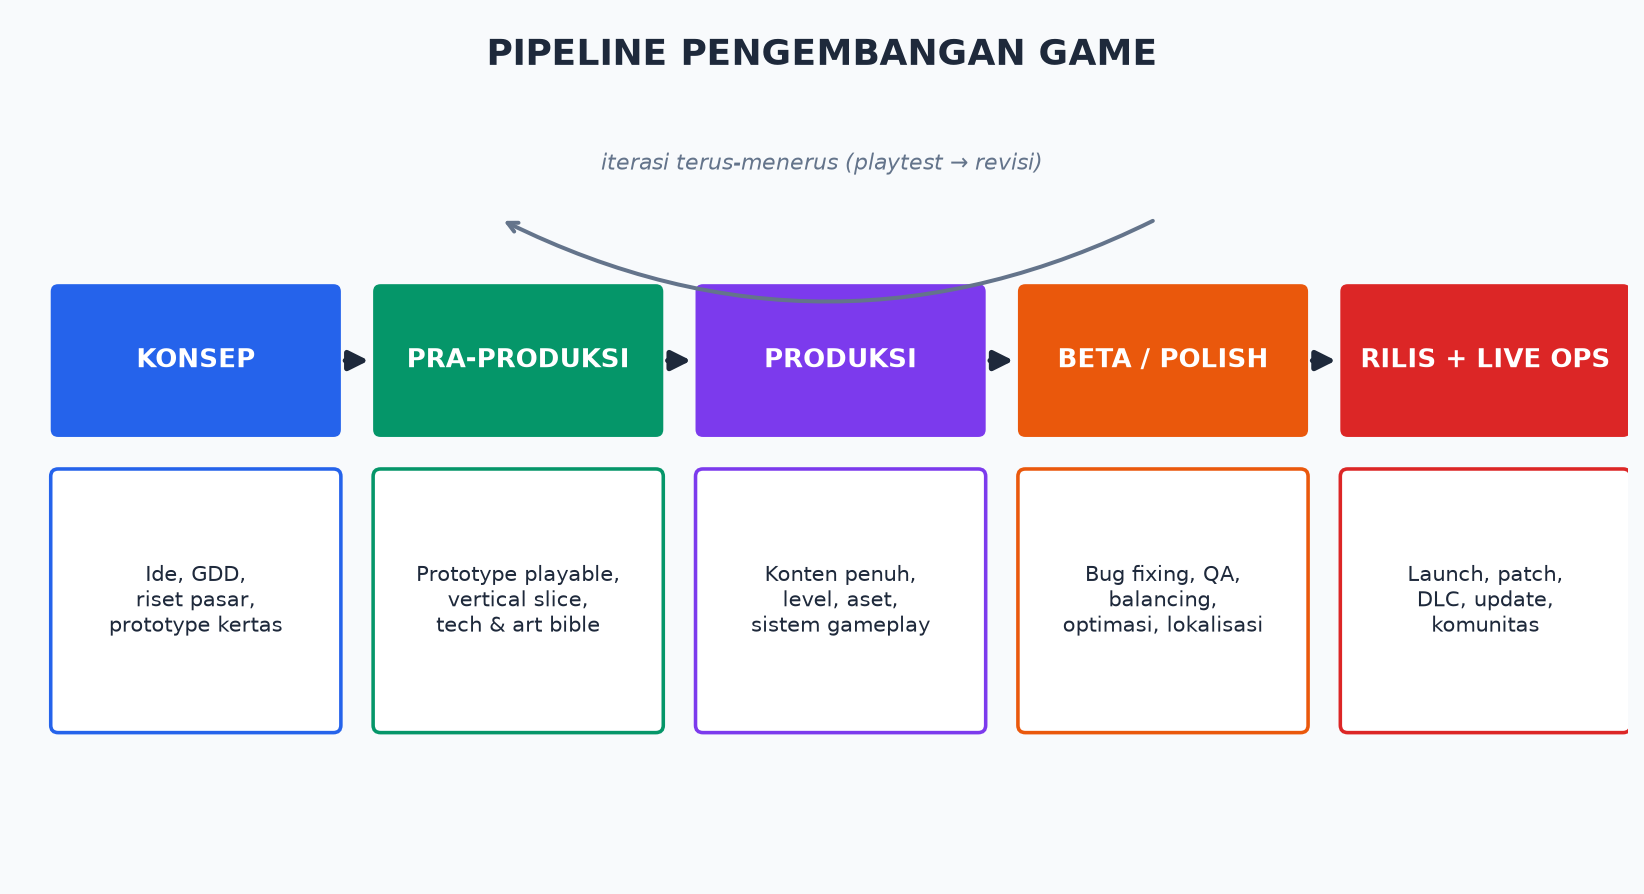 PIPELINE PENGEMBANGAN GAME
iterasi terus-menerus (playtest → revisi)
KONSEP
PRA-PRODUKSI
PRODUKSI
BETA / POLISH
RILIS + LIVE OPS
Ide, GDD,
riset pasar,
prototype kertas
Prototype playable,
vertical slice,
tech & art bible
Konten penuh,
level, aset,
sistem gameplay
Bug fixing, QA,
balancing,
optimasi, lokalisasi
Launch, patch,
DLC, update,
komunitas